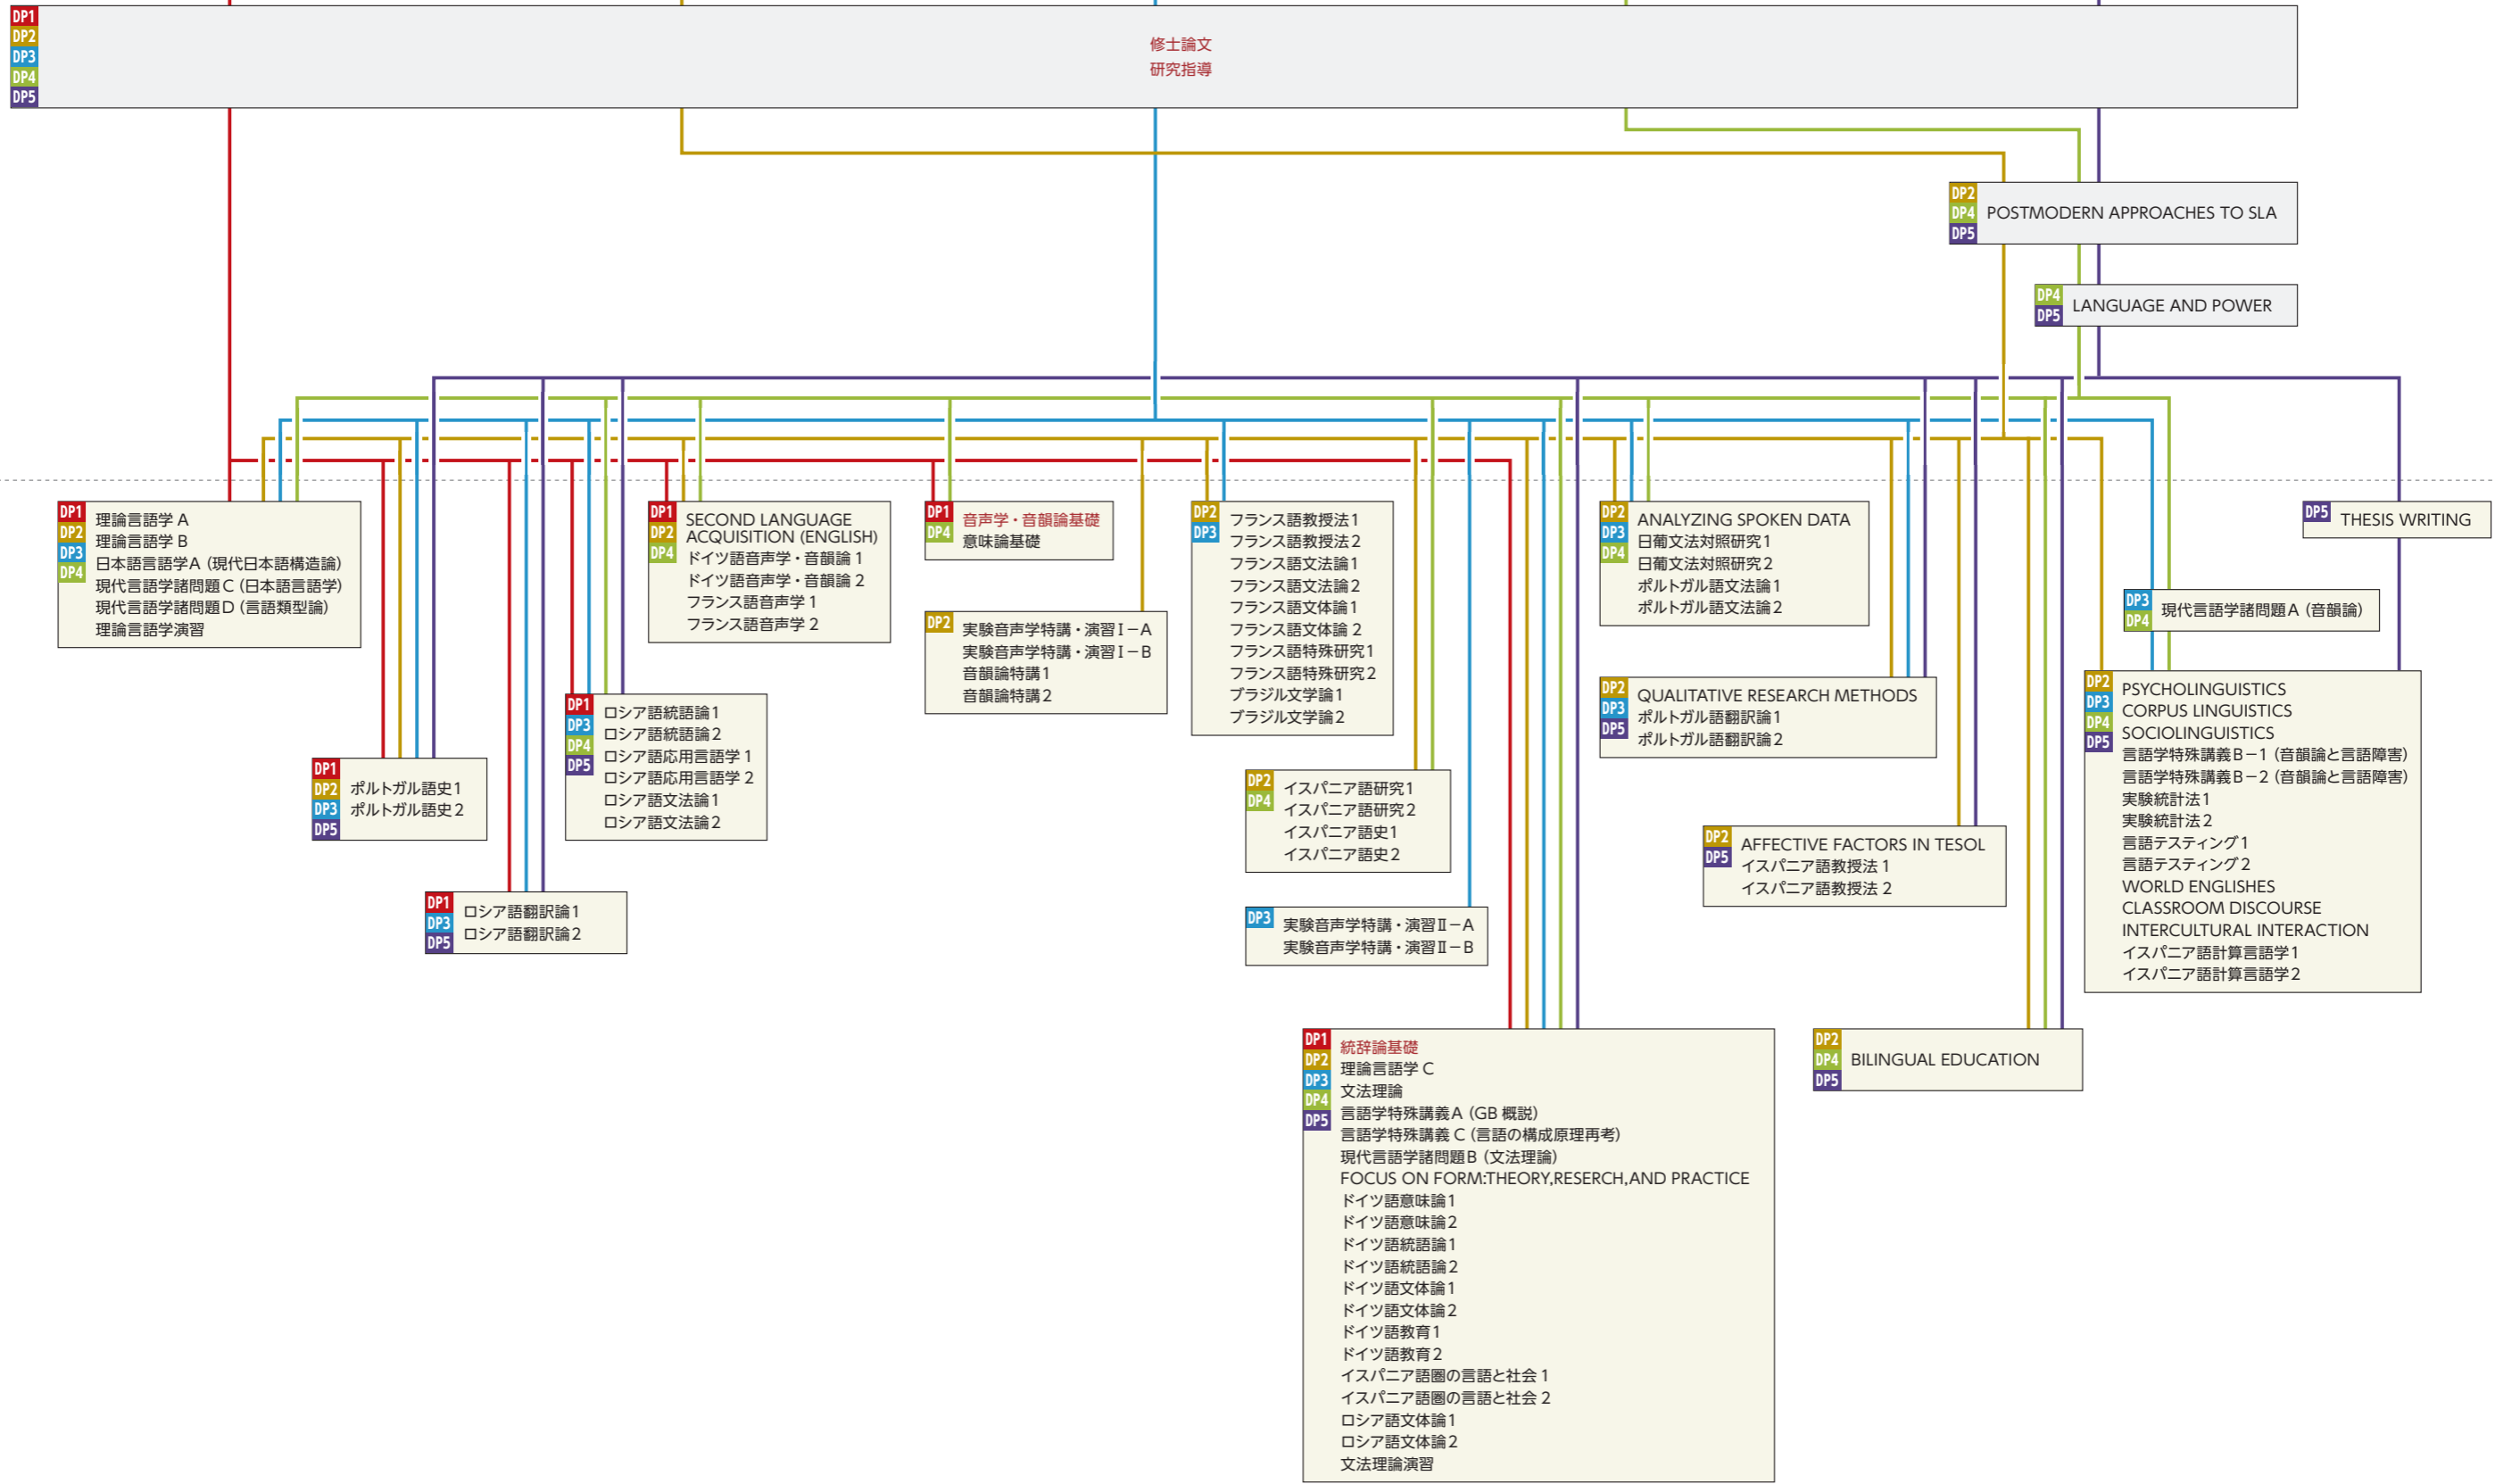 DP1
DP2
DP3
DP4
DP5
修士論文
研究指導
DP2
DP4
DP5
POSTMODERN APPROACHES TO SLA
DP4
DP5
LANGUAGE AND POWER
DP1
DP2
DP3
DP4
理論言語学 A
理論言語学 B
日本語言語学A（現代日本語構造論）
現代言語学諸問題C（日本語言語学）
現代言語学諸問題D（言語類型論）
理論言語学演習
DP1
DP2
DP4
SECOND LANGUAGE
ACQUISITION (ENGLISH)
ドイツ語音声学・音韻論 1
ドイツ語音声学・音韻論 2
フランス語音声学 1
フランス語音声学 2
DP1
DP4
音声学・音韻論基礎
意味論基礎
DP2
実験音声学特講・演習Ⅰ－A
実験音声学特講・演習Ⅰ－B
音韻論特講1
音韻論特講2
DP2
DP3
フランス語教授法1
フランス語教授法2
フランス語文法論1
フランス語文法論2
フランス語文体論1
フランス語文体論 2
フランス語特殊研究1
フランス語特殊研究2
ブラジル文学論1
ブラジル文学論2
DP2
DP3
DP4
ANALYZING SPOKEN DATA
日葡文法対照研究1
日葡文法対照研究2
ポルトガル語文法論1
ポルトガル語文法論2
DP5
THESIS WRITING
DP3
DP4
現代言語学諸問題A（音韻論）
DP1
DP3
DP4
DP5
ロシア語統語論1
ロシア語統語論2
ロシア語応用言語学 1
ロシア語応用言語学 2
ロシア語文法論1
ロシア語文法論2
DP2
DP3
DP5
QUALITATIVE RESEARCH METHODS
ポルトガル語翻訳論1
ポルトガル語翻訳論2
DP2
DP3
DP4
DP5
PSYCHOLINGUISTICS
CORPUS LINGUISTICS
SOCIOLINGUISTICS
言語学特殊講義B－1（音韻論と言語障害）
言語学特殊講義B－2（音韻論と言語障害）
実験統計法1
実験統計法2
言語テスティング1
言語テスティング2
WORLD ENGLISHES
CLASSROOM DISCOURSE
INTERCULTURAL INTERACTION
イスパニア語計算言語学1
イスパニア語計算言語学2
DP1
DP2
DP3
DP5
ポルトガル語史1
ポルトガル語史2
DP2
DP4
イスパニア語研究1
イスパニア語研究2
イスパニア語史1
イスパニア語史2
DP2
DP5
AFFECTIVE FACTORS IN TESOL
イスパニア語教授法 1
イスパニア語教授法 2
DP1
DP3
DP5
ロシア語翻訳論1
ロシア語翻訳論2
DP3
実験音声学特講・演習Ⅱ－A
実験音声学特講・演習Ⅱ－B
DP1
DP2
DP3
DP4
DP5
統辞論基礎
理論言語学 C
文法理論
言語学特殊講義A（GB 概説）
言語学特殊講義 C（言語の構成原理再考）
現代言語学諸問題B（文法理論）
FOCUS ON FORM:THEORY,RESERCH,AND PRACTICE
ドイツ語意味論1
ドイツ語意味論2
ドイツ語統語論1
ドイツ語統語論2
ドイツ語文体論1
ドイツ語文体論2
ドイツ語教育1
ドイツ語教育2
イスパニア語圏の言語と社会 1
イスパニア語圏の言語と社会 2
ロシア語文体論1
ロシア語文体論2
文法理論演習
DP2
DP4
DP5
BILINGUAL EDUCATION